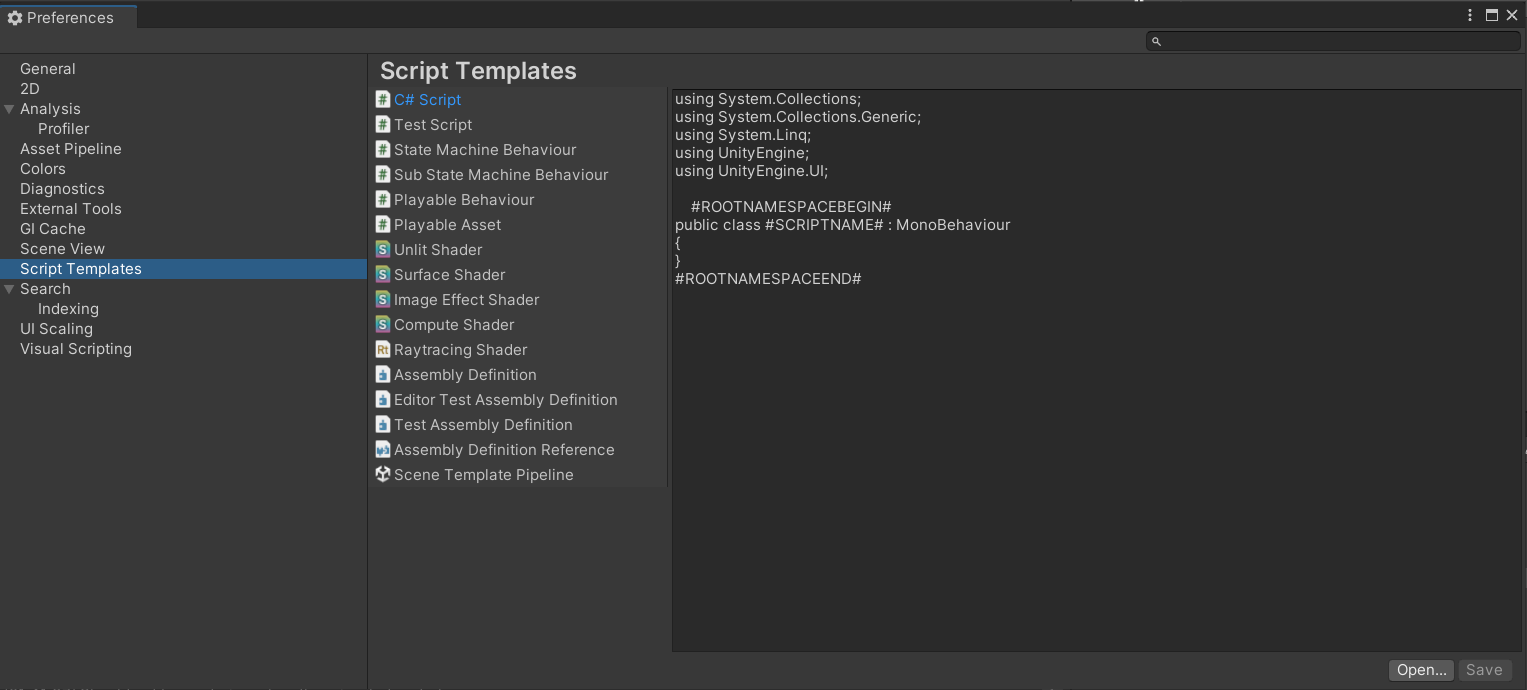 Preferences
General
2D
Analysis
Profiler
Asset Pipeline
Colors
Diagnostics
External Tools
GI Cache
Scene View
Script Templates
Search
Indexing
UI Scaling
Visual Scripting
Script Templates
C# Script
Test Script
State Machine Behaviour
Sub State Machine Behaviour
Playable Behaviour
Playable Asset
Unlit Shader
Surface Shader
Image Effect Shader
Compute Shader
Raytracing Shader
Assembly Definition
Editor Test Assembly Definition
Test Assembly Definition
Assembly Definition Reference
Scene Template Pipeline
using System.Collections;
using System.Collections.Generic;
using System.Linq;
using UnityEngine;
using UnityEngine.UI;
#ROOTNAMESPACEBEGIN#
public class #SCRIPTNAME# : MonoBehaviour
{
}
#ROOTNAMESPACEEND#
Open... Save